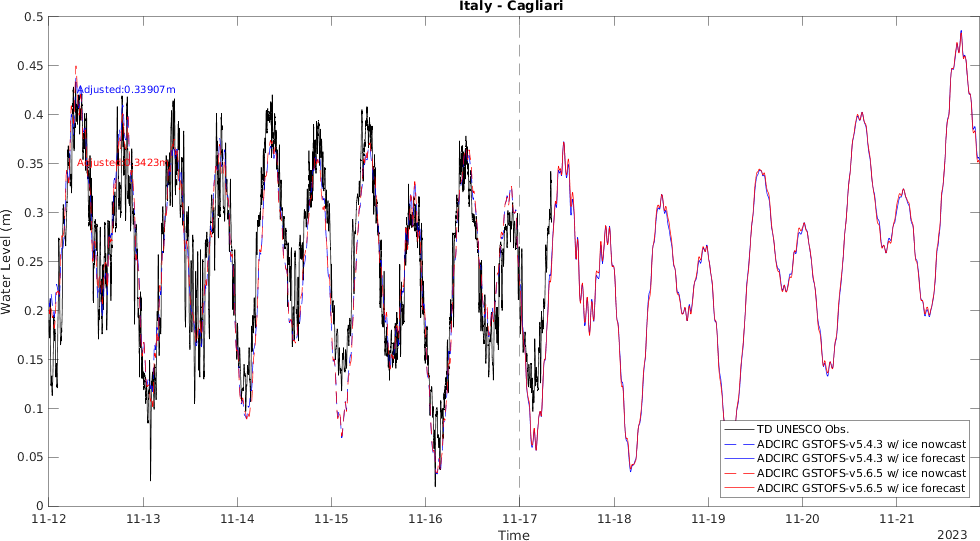 Italy - Cagliari
Water Level (m)
0.5
0.45
0.4
0.35
0.3
0.25
0.2
0.15
0.1
0.05
0
Adjusted:0.33907m
Adjusted:0.3423m
TD UNESCO Obs.
ADCIRC GSTOFS-v5.4.3 w/ ice nowcast
ADCIRC GSTOFS-v5.4.3 w/ ice forecast
ADCIRC GSTOFS-v5.6.5 w/ ice nowcast
ADCIRC GSTOFS-v5.6.5 w/ ice forecast
11-12 11-13 11-14 11-15 11-16 11-17 11-18 11-19 11-20 11-21
Time
2023